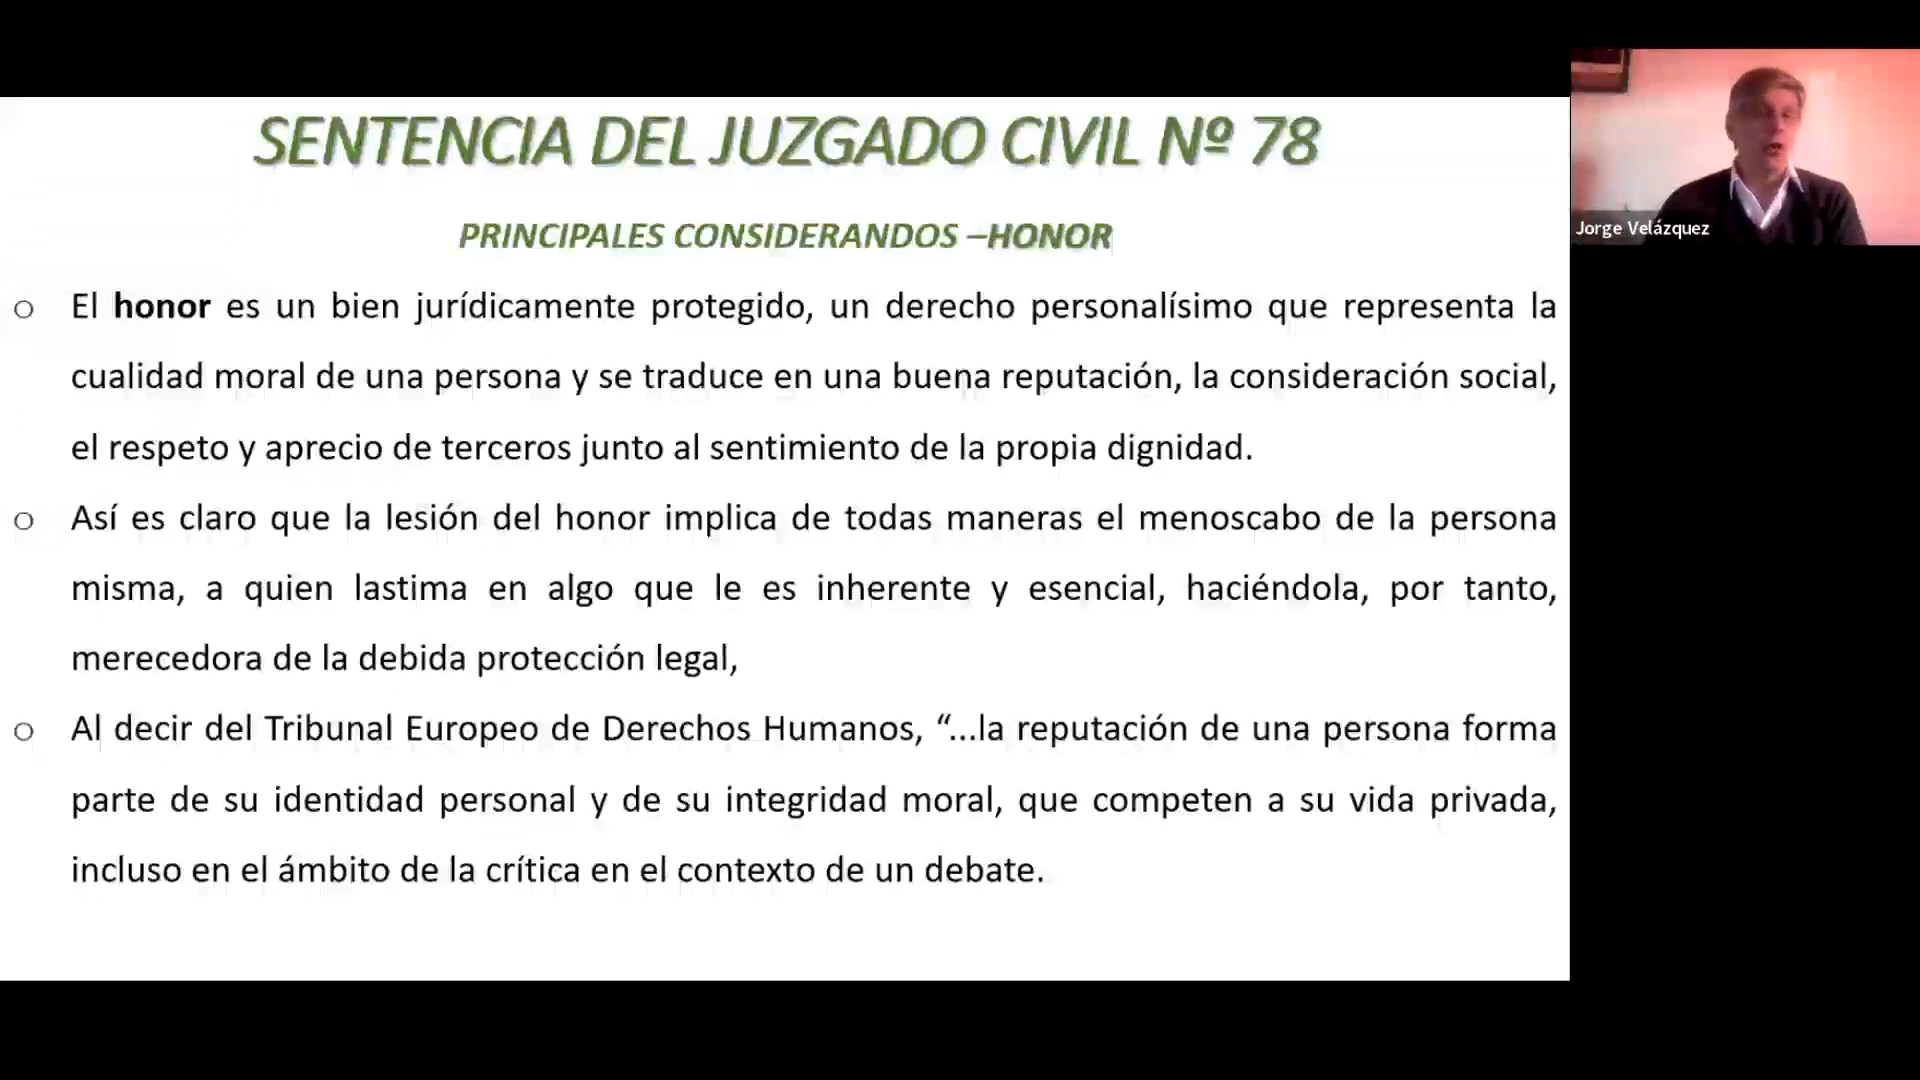 SENTENCIA DEL JUZGADO CIVIL Nº 78
PRINCIPALES CONSIDERANDOS –HONOR
o El honor es un bien jurídicamente protegido, un derecho personalísimo que representa la
cualidad moral de una persona y se traduce en una buena reputación, la consideración social,
el respeto y aprecio de terceros junto al sentimiento de la propia dignidad.
o Así es claro que la lesión del honor implica de todas maneras el menoscabo de la persona
misma, a quien lastima en algo que le es inherente y esencial, haciéndola, por tanto,
merecedora de la debida protección legal,
o Al decir del Tribunal Europeo de Derechos Humanos, “...la reputación de una persona forma
parte de su identidad personal y de su integridad moral, que competen a su vida privada,
incluso en el ámbito de la crítica en el contexto de un debate.
Jorge Velázquez